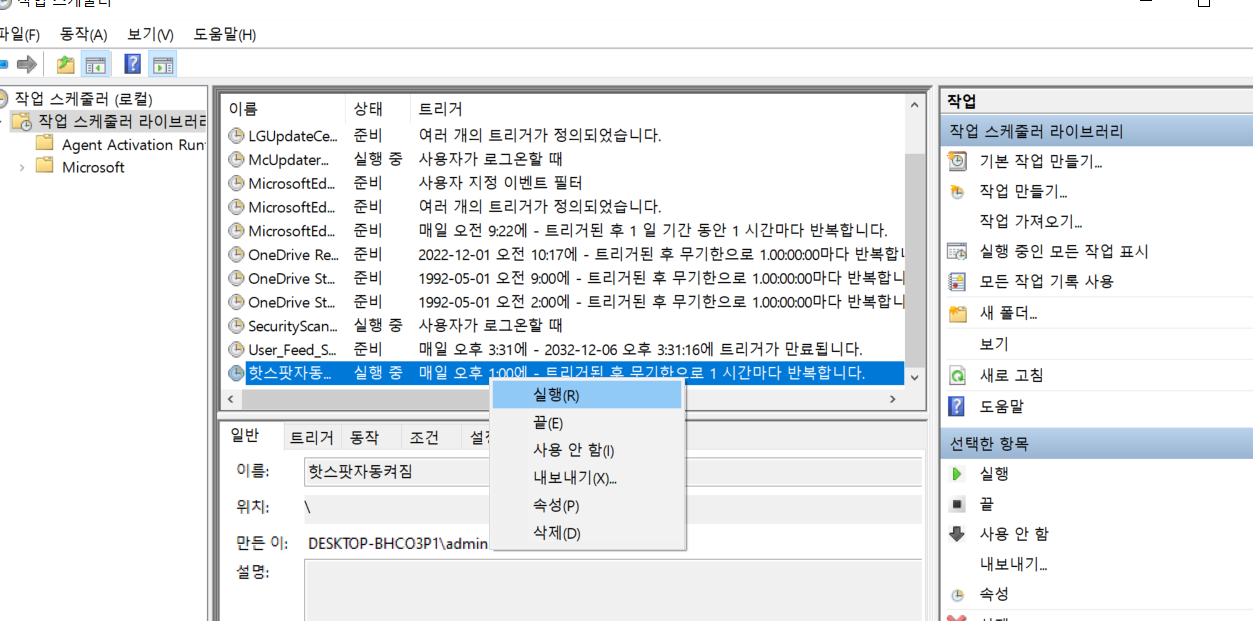 작업 스케줄러
파일(F) 동작(A) 보기(V) 도움말(H)
작업 스케줄러 (로컬)
작업 스케줄러 라이브러리
Agent Activation Run
Microsoft
이름 상태 트리거
LGUpdateCe... 준비 여러 개의 트리거가 정의되었습니다.
McUpdater... 실행 중 사용자가 로그온할 때
MicrosoftEd... 준비 사용자 지정 이벤트 필터
MicrosoftEd... 준비 여러 개의 트리거가 정의되었습니다.
MicrosoftEd... 준비 매일 오전 9:22에 - 트리거된 후 1 일 기간 동안 1 시간마다 반복합니다.
OneDrive Re... 준비 2022-12-01 오전 10:17에 - 트리거된 후 무기한으로 1.00:00:00마다 반복합니
OneDrive St... 준비 1992-05-01 오전 9:00에 - 트리거된 후 무기한으로 1.00:00:00마다 반복합니
OneDrive St... 준비 1992-05-01 오전 2:00에 - 트리거된 후 무기한으로 1.00:00:00마다 반복합니
SecurityScan... 실행 중 사용자가 로그온할 때
User_Feed_S... 준비 매일 오후 3:31에 - 2032-12-06 오후 3:31:16에 트리거가 만료됩니다.
핫스팟자동... 실행 중 매일 오후 1:00에 - 트리거된 후 무기한으로 1 시간마다 반복합니다.
실행(R)
끝(E)
사용 안 함(I)
내보내기(X)...
속성(P)
삭제(D)
일반 트리거 동작 조건 설정
이름: 핫스팟자동켜짐
위치: \
만든 이: DESKTOP-BHCO3P1\admin
설명:
작업
작업 스케줄러 라이브러리
기본 작업 만들기...
작업 만들기...
작업 가져오기...
실행 중인 모든 작업 표시
모든 작업 기록 사용
새 폴더...
보기
새로 고침
도움말
선택한 항목
실행
끝
사용 안 함
내보내기...
속성
삭제